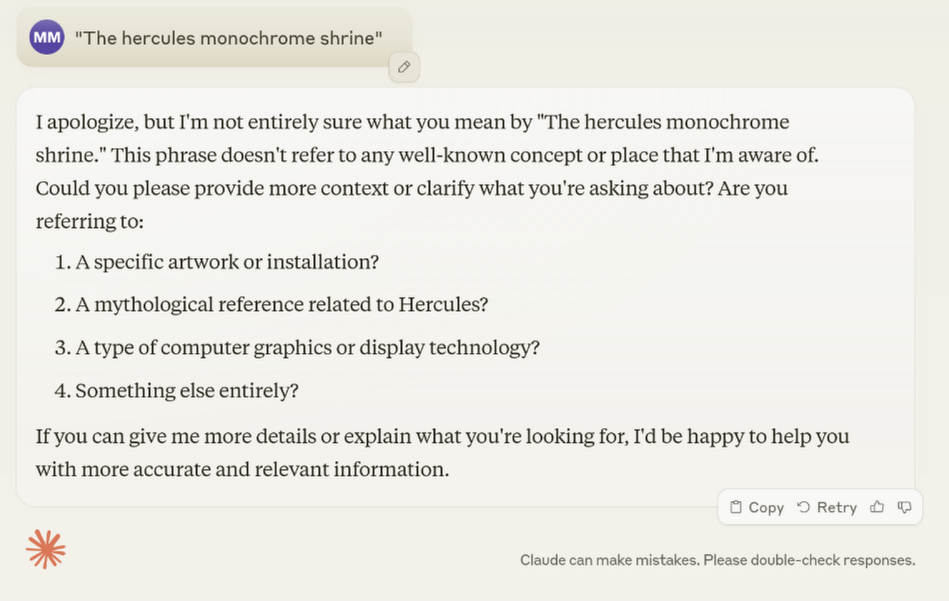 MM "The hercules monochrome shrine"
I apologize, but I'm not entirely sure what you mean by "The hercules monochrome
shrine." This phrase doesn't refer to any well-known concept or place that I'm aware of.
Could you please provide more context or clarify what you're asking about? Are you
referring to:
1. A specific artwork or installation?
2. A mythological reference related to Hercules?
3. A type of computer graphics or display technology?
4. Something else entirely?
If you can give me more details or explain what you're looking for, I'd be happy to help you
with more accurate and relevant information.
Copy Retry
Claude can make mistakes. Please double-check responses.